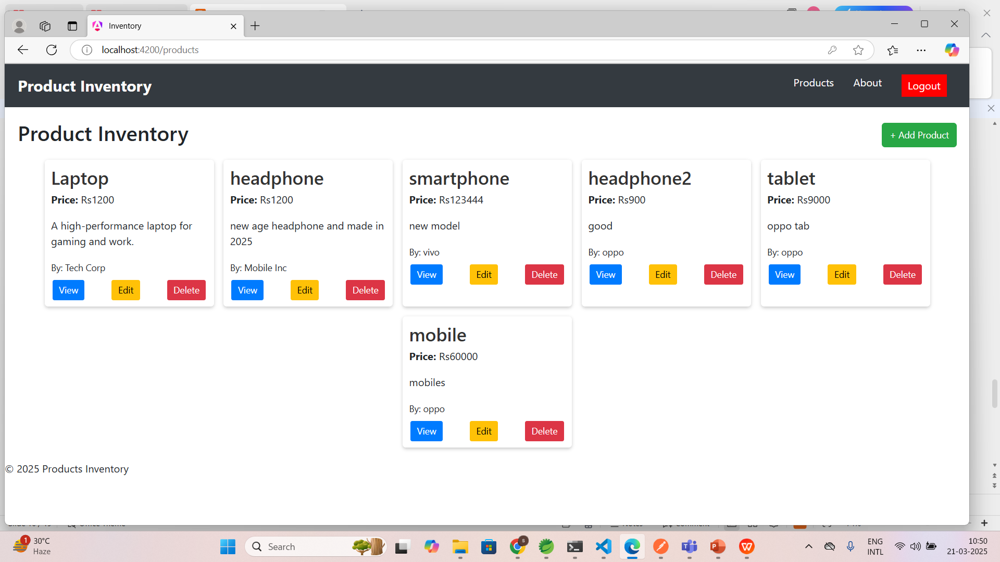 Inventory
localhost:4200/products
Product Inventory
Products
About
Logout
Product Inventory
+ Add Product
Laptop
Price: Rs1200
A high-performance laptop for
gaming and work.
By: Tech Corp
View Edit Delete
headphone
Price: Rs1200
new age headphone and made in
2025
By: Mobile Inc
View Edit Delete
smartphone
Price: Rs123444
new model
By: vivo
View Edit Delete
headphone2
Price: Rs900
good
By: oppo
View Edit Delete
tablet
Price: Rs9000
oppo tab
By: oppo
View Edit Delete
mobile
Price: Rs60000
mobiles
By: oppo
View Edit Delete
© 2025 Products Inventory
1
30°C
Haze
Search
S
ENG
INTL
10:50
21-03-2025